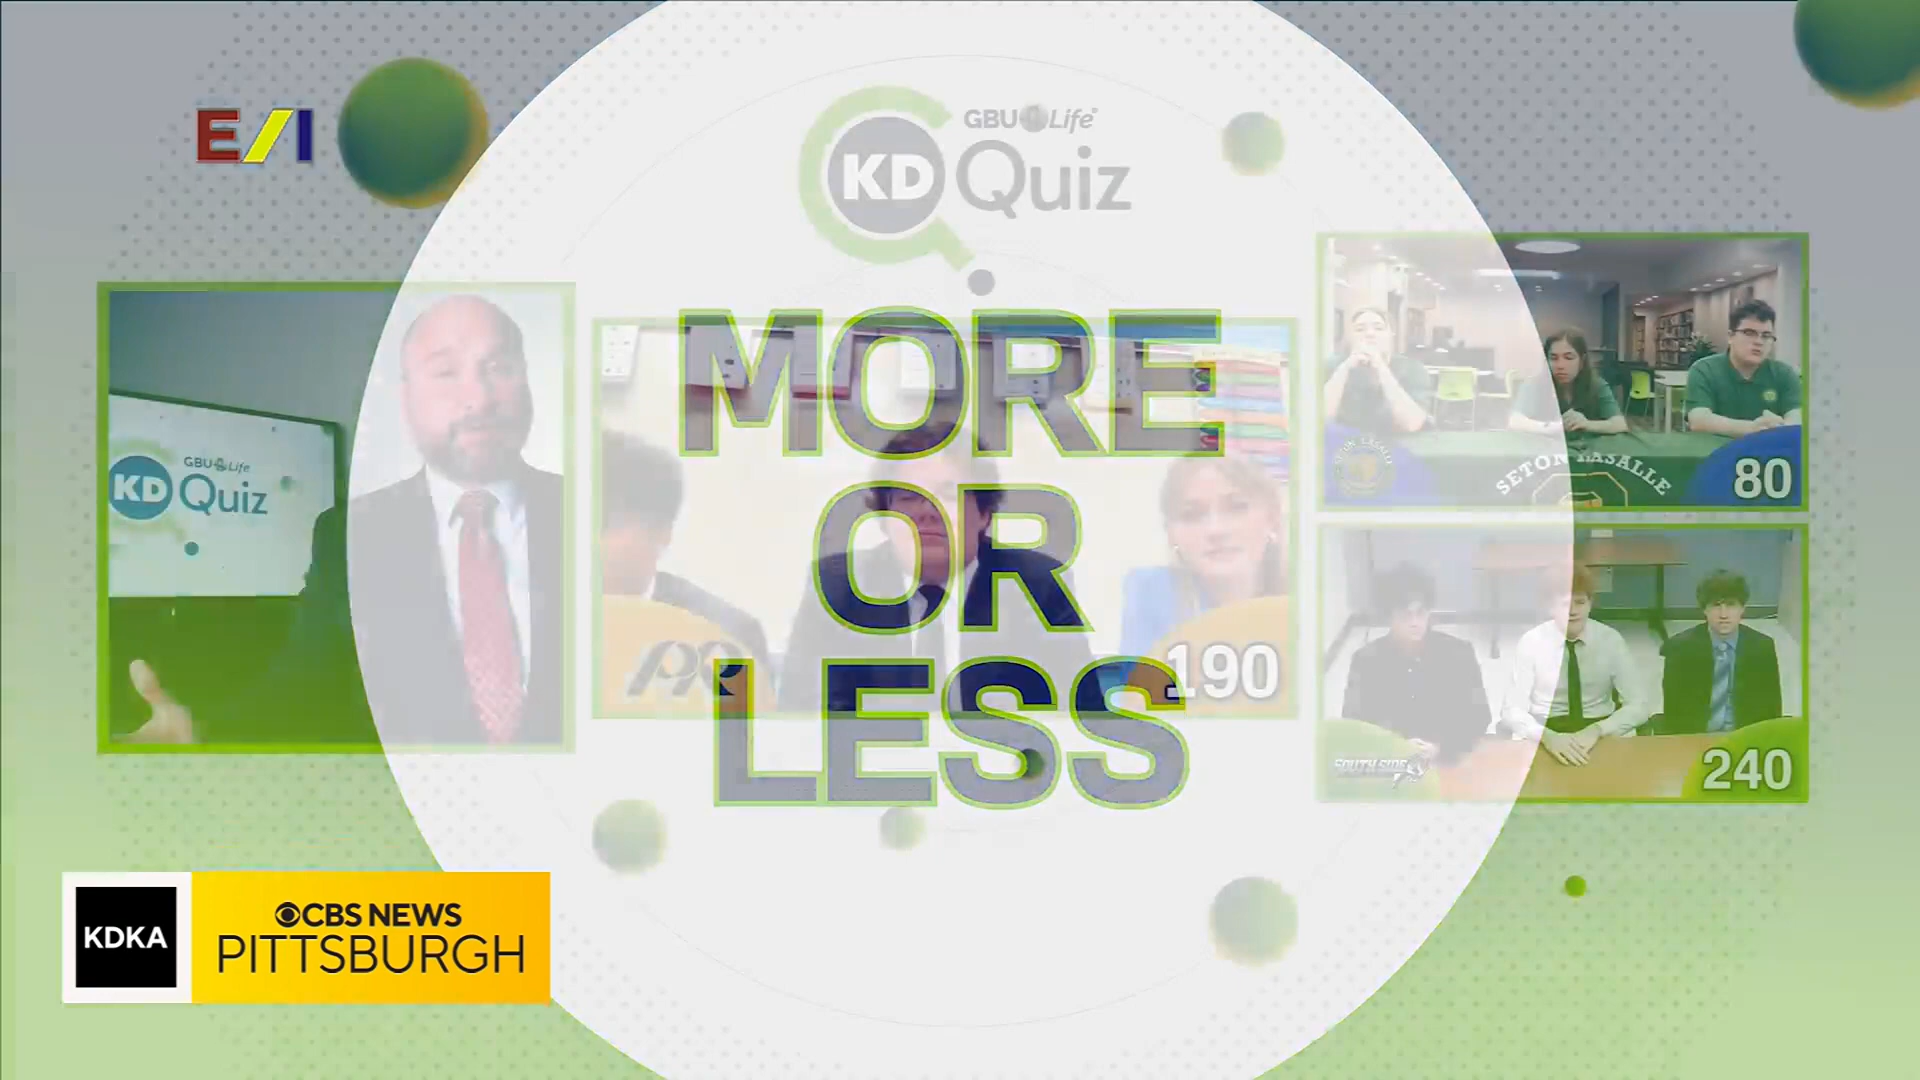 E/I
GBU Life
KD Quiz
MORE
OR
LESS
GBU Life
KD Quiz
PR
190
SETON LASALLE
80
SOUTH SIDE
240
KDKA
CBS NEWS
PITTSBURGH